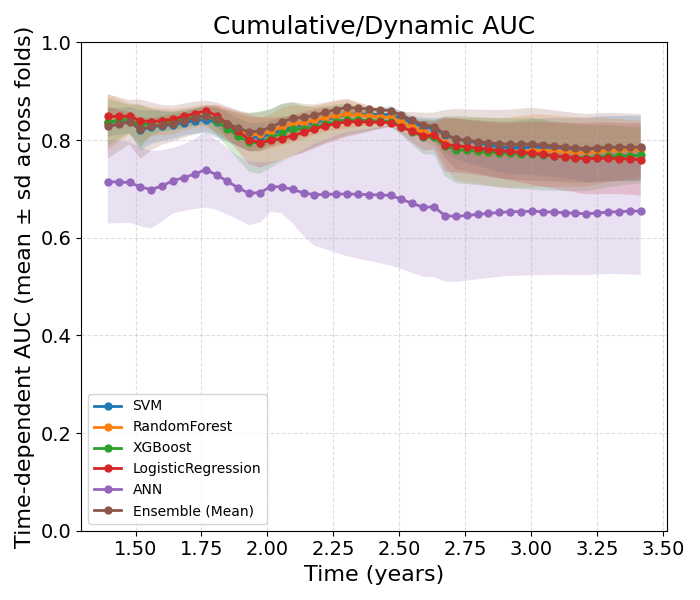 Cumulative/Dynamic AUC
Time-dependent AUC (mean ± sd across folds)
1.0
0.8
0.6
0.4
0.2
0.0
SVM
RandomForest
XGBoost
LogisticRegression
ANN
Ensemble (Mean)
1.50 1.75 2.00 2.25 2.50 2.75 3.00 3.25 3.50
Time (years)